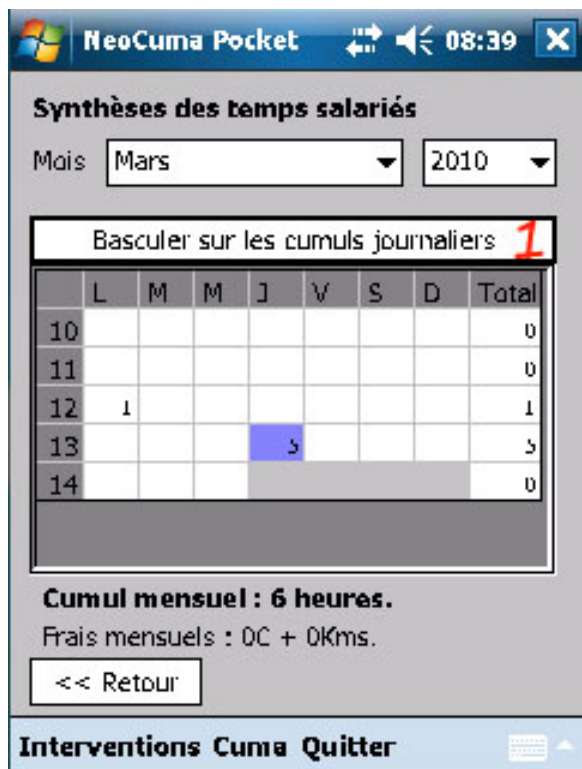 NeoCuma Pocket 08:39
Synthèses des temps salariés
Mois Mars 2010
Basculer sur les cumuls journaliers 1
L M M J V S D Total
10 0
11 0
12 1 1
13 5 5
14 0
Cumul mensuel : 6 heures.
Frais mensuels : 0€ + 0Kms.
<< Retour
Interventions Cuma Quitter